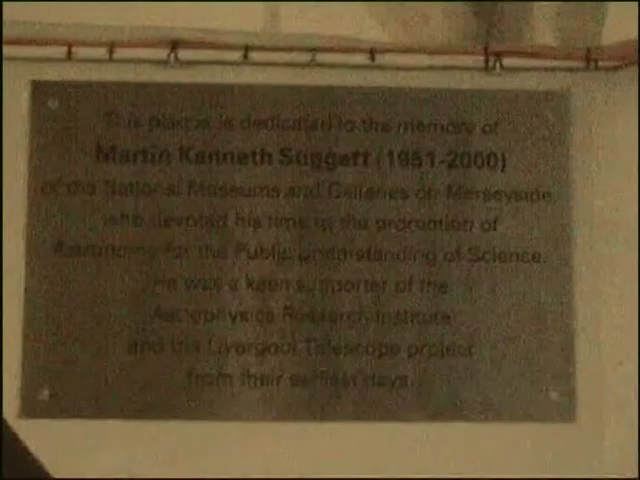 This plaque is dedicated to the memory of
Martin Kenneth Suggett (1951-2000)
of the National Museums and Galleries on Merseyside
who devoted his time to the promotion of
Astronomy for the Public Understanding of Science.
He was a keen supporter of the
Astrophysics Research Institute
and the Liverpool Telescope project
from their earliest days.